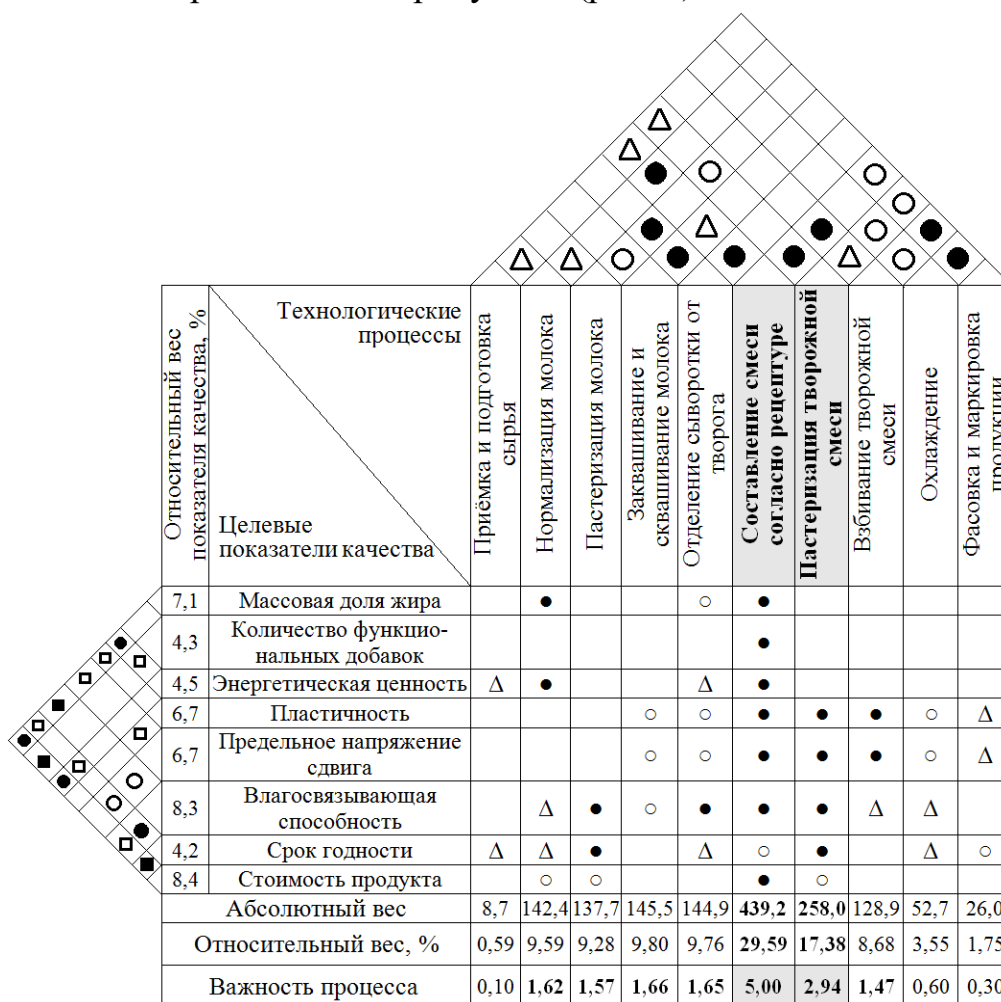 Технологические
процессы
Целевые
показатели качества
Относительный вес
показателя качества, %
Приёмка и подготовка
сырья
Нормализация молока
Пастеризация молока
Заквашивание и
сквашивание молока
Отделение сыворотки от
творога
Составление смеси
согласно рецептуре
Пастеризация творожной
смеси
Взбивание творожной
смеси
Охлаждение
Фасовка и маркировка
продукции
7,1 Массовая доля жира ● ○ ●
4,3 Количество функцио-
нальных добавок ●
4,5 Энергетическая ценность Δ ● Δ ●
6,7 Пластичность ○ ○ ● ● ● ○ Δ
6,7 Предельное напряжение
сдвига ○ ○ ● ● ● ○ Δ
8,3 Влагосвязывающая
способность Δ ● ○ ● ● ● Δ Δ
4,2 Срок годности Δ Δ ● Δ ○ ● Δ ○
8,4 Стоимость продукта ○ ○ ● ○
Абсолютный вес 8,7 142,4 137,7 145,5 144,9 439,2 258,0 128,9 52,7 26,0
Относительный вес, % 0,59 9,59 9,28 9,80 9,76 29,59 17,38 8,68 3,55 1,75
Важность процесса 0,10 1,62 1,57 1,66 1,65 5,00 2,94 1,47 0,60 0,30